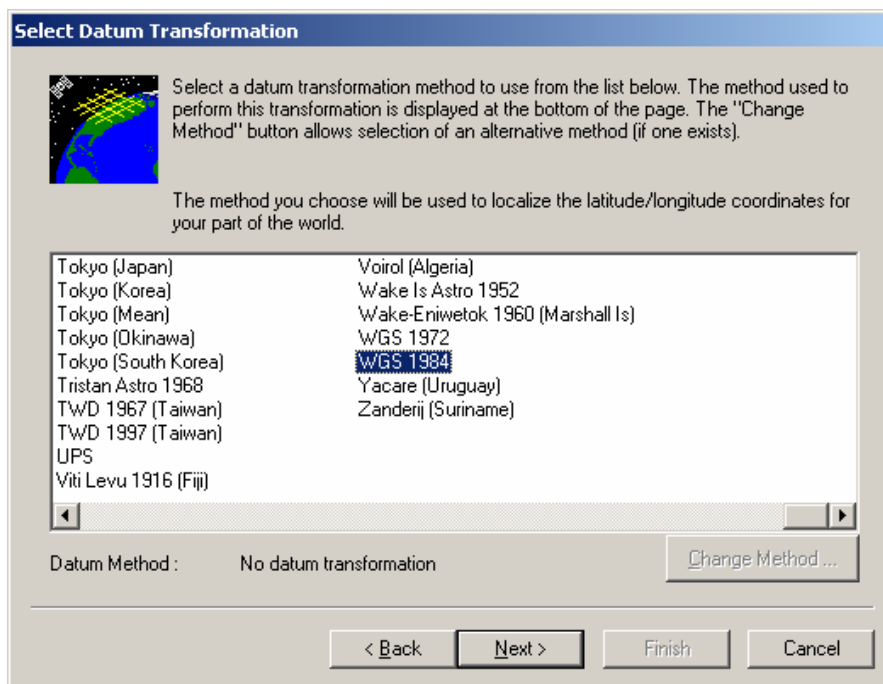 Select Datum Transformation
Select a datum transformation method to use from the list below. The method used to
perform this transformation is displayed at the bottom of the page. The "Change
Method" button allows selection of an alternative method (if one exists).
The method you choose will be used to localize the latitude/longitude coordinates for
your part of the world.
Tokyo (Japan)
Tokyo (Korea)
Tokyo (Mean)
Tokyo (Okinawa)
Tokyo (South Korea)
Tristan Astro 1968
TWD 1967 (Taiwan)
TWD 1997 (Taiwan)
UPS
Viti Levu 1916 (Fiji)
Voirol (Algeria)
Wake Is Astro 1952
Wake-Eniwetok 1960 (Marshall Is)
WGS 1972
WGS 1984
Yacare (Uruguay)
Zanderij (Suriname)
Datum Method : No datum transformation
Change Method ...
< Back
Next >
Finish
Cancel